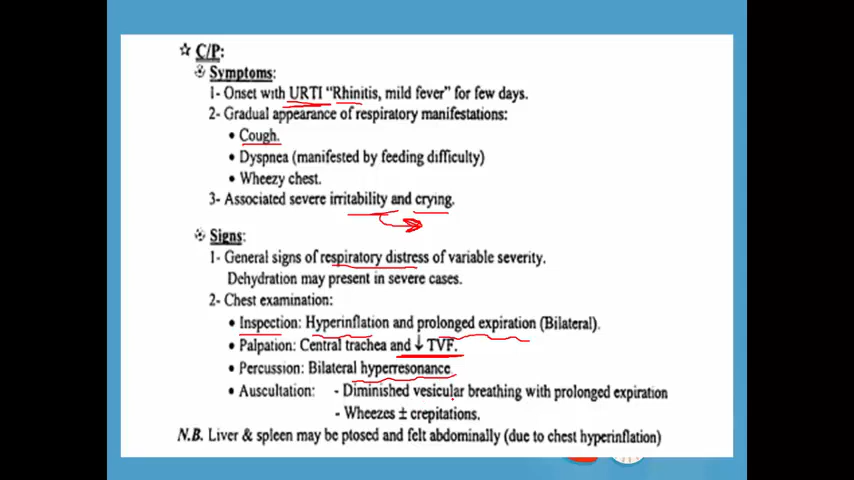 ☆ C/P:
Symptoms:
1- Onset with URTI "Rhinitis, mild fever" for few days.
2- Gradual appearance of respiratory manifestations:
• Cough.
• Dyspnea (manifested by feeding difficulty)
• Wheezy chest.
3- Associated severe irritability and crying.
Signs:
1- General signs of respiratory distress of variable severity.
Dehydration may present in severe cases.
2- Chest examination:
• Inspection: Hyperinflation and prolonged expiration (Bilateral).
• Palpation: Central trachea and ↓ TVF.
• Percussion: Bilateral hyperresonance
• Auscultation: - Diminished vesicular breathing with prolonged expiration
- Wheezes ± crepitations.
N.B. Liver & spleen may be ptosed and felt abdominally (due to chest hyperinflation)